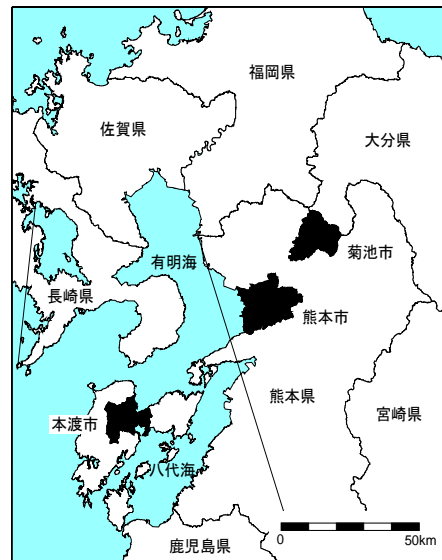 福岡県
佐賀県
大分県
有明海
菊池市
長崎県
熊本市
熊本県
宮崎県
本渡市
八代海
鹿児島県
0
50km